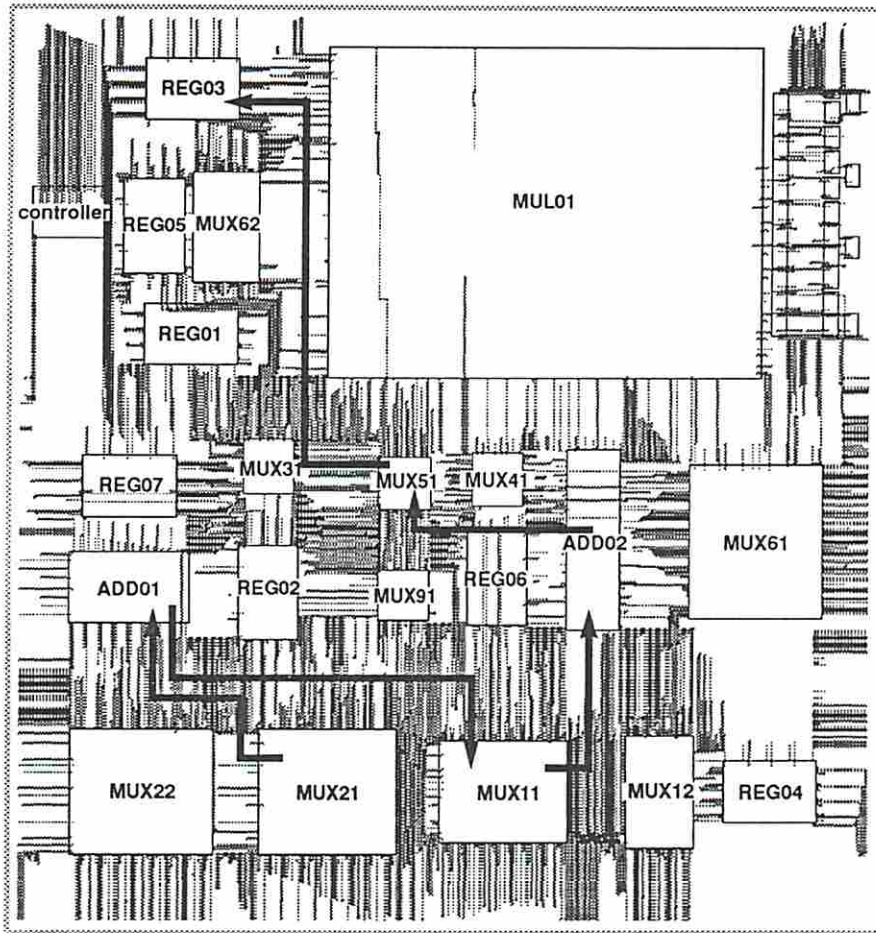 REG03
MUL01
controller
REG05
MUX62
REG01
MUX31
MUX51
MUX41
REG07
ADD02
MUX61
ADD01
REG02
MUX91
REG06
MUX22
MUX21
MUX11
MUX12
REG04